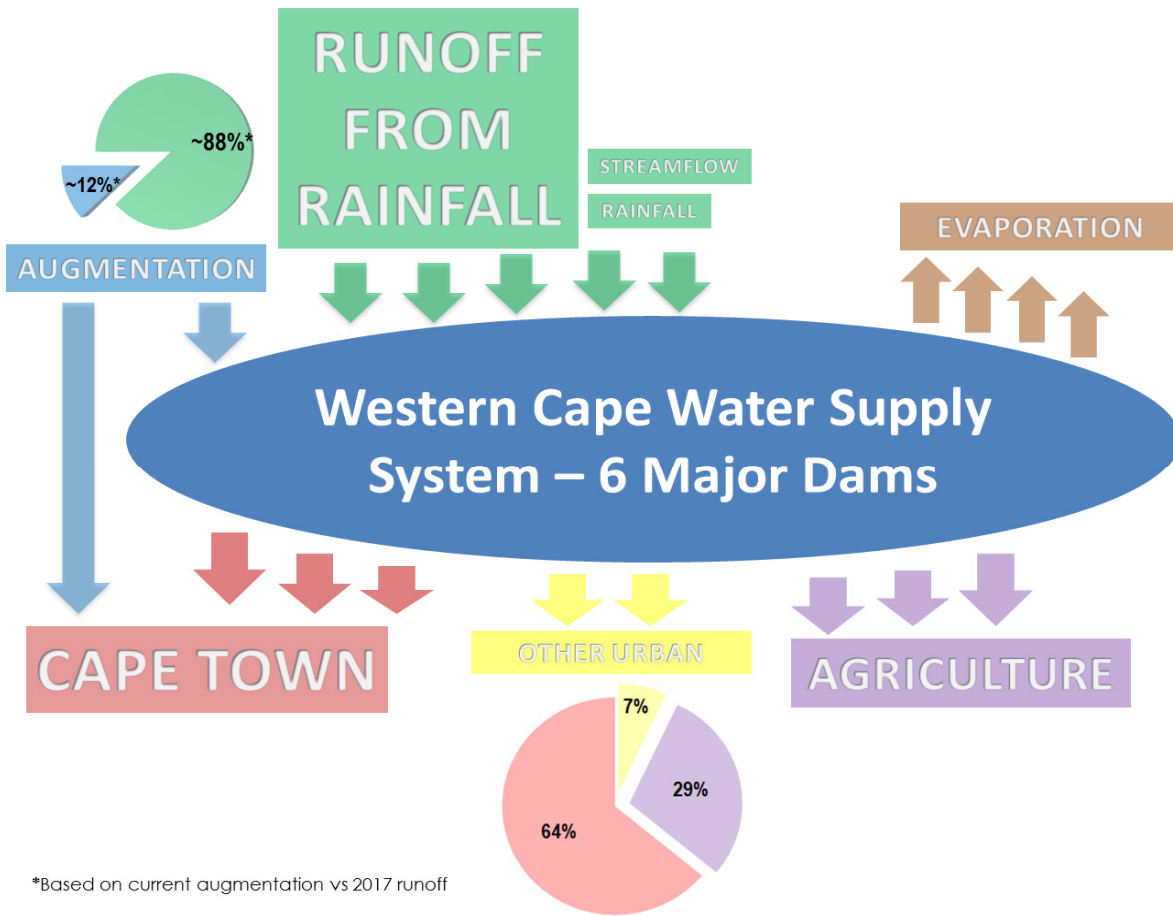 RUNOFF
FROM
RAINFALL
~88%*
~12%*
STREAMFLOW
RAINFALL
EVAPORATION
AUGMENTATION
Western Cape Water Supply
System – 6 Major Dams
CAPE TOWN
OTHER URBAN
AGRICULTURE
7%
29%
64%
*Based on current augmentation vs 2017 runoff